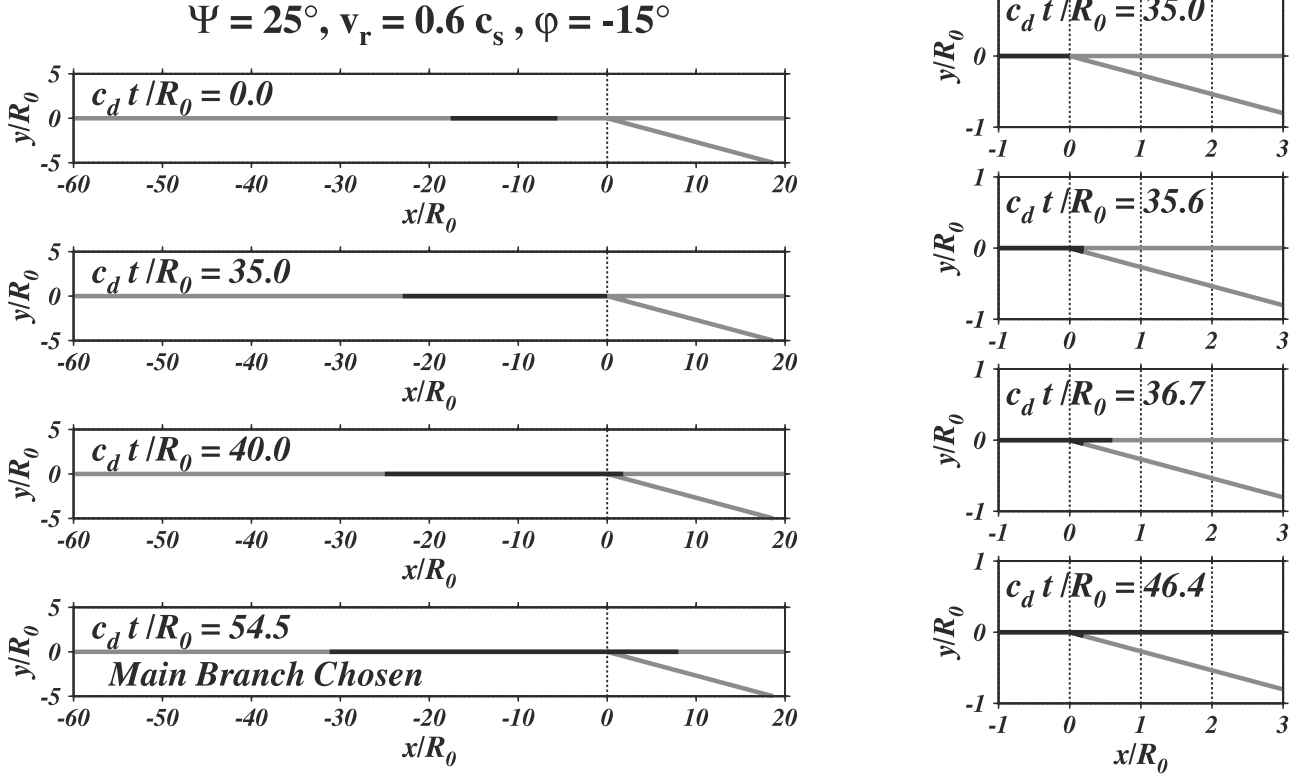 Ψ = 25°, v_r = 0.6 c_s , φ = -15°
5
c_d t /R_0 = 0.0
y/R_0
0
-5
-60 -50 -40 -30 -20 -10 0 10 20
x/R_0
5
c_d t /R_0 = 35.0
y/R_0
0
-5
-60 -50 -40 -30 -20 -10 0 10 20
x/R_0
5
c_d t /R_0 = 40.0
y/R_0
0
-5
-60 -50 -40 -30 -20 -10 0 10 20
x/R_0
5
c_d t /R_0 = 54.5
y/R_0
0
Main Branch Chosen
-5
-60 -50 -40 -30 -20 -10 0 10 20
x/R_0
c_d t /R_0 = 35.0
y/R_0
0
-1
-1 0 1 2 3
1
c_d t /R_0 = 35.6
y/R_0
0
-1
-1 0 1 2 3
1
c_d t /R_0 = 36.7
y/R_0
0
-1
-1 0 1 2 3
1
c_d t /R_0 = 46.4
y/R_0
0
-1
-1 0 1 2 3
x/R_0